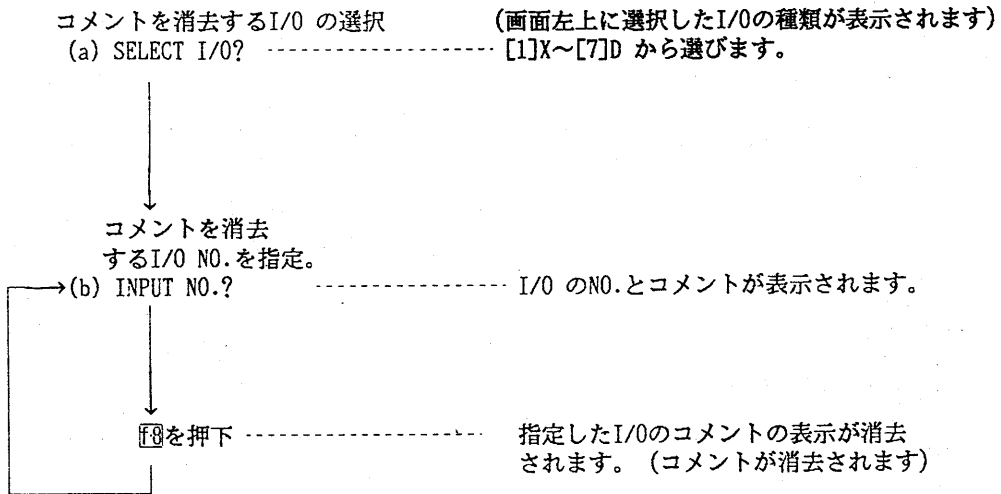 コメントを消去するI/O の選択
(画面左上に選択したI/Oの種類が表示されます)
(a) SELECT I/O? ---------------------- [1]X～[7]D から選びます。
コメントを消去
するI/O NO.を指定。
(b) INPUT NO.? ------------------ I/O のNO.とコメントが表示されます。
f・8を押下 ---------------------- 指定したI/Oのコメントの表示が消去
されます。（コメントが消去されます）